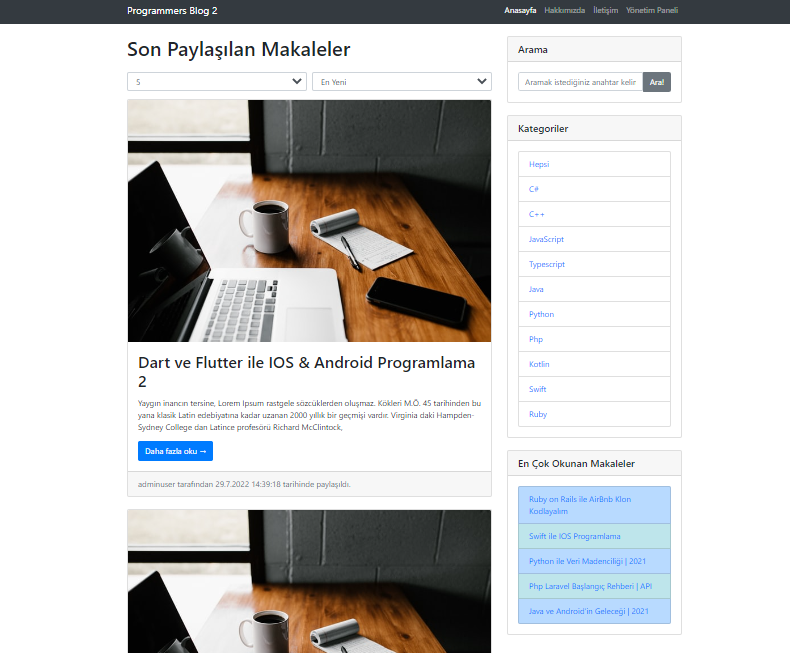 Programmers Blog 2
Anasayfa Hakkımızda İletişim Yönetim Paneli
Son Paylaşılan Makaleler
5
En Yeni
Dart ve Flutter ile IOS & Android Programlama
2
Yaygın inancın tersine, Lorem Ipsum rastgele sözcüklerden oluşmaz. Kökleri M.Ö. 45 tarihinden bu
yana klasik Latin edebiyatına kadar uzanan 2000 yıllık bir geçmişi vardır. Virginia daki Hampden-
Sydney College dan Latince profesörü Richard McClintock,
Daha fazla oku →
adminuser tarafından 29.7.2022 14:39:18 tarihinde paylaşıldı.
Arama
Aramak istediğiniz anahtar kelir
Ara!
Kategoriler
Hepsi
C#
C++
JavaScript
Typescript
Java
Python
Php
Kotlin
Swift
Ruby
En Çok Okunan Makaleler
Ruby on Rails ile AirBnb Klon
Kodlayalım
Swift ile IOS Programlama
Python ile Veri Madenciliği | 2021
Php Laravel Başlangıç Rehberi | API
Java ve Android'in Geleceği | 2021